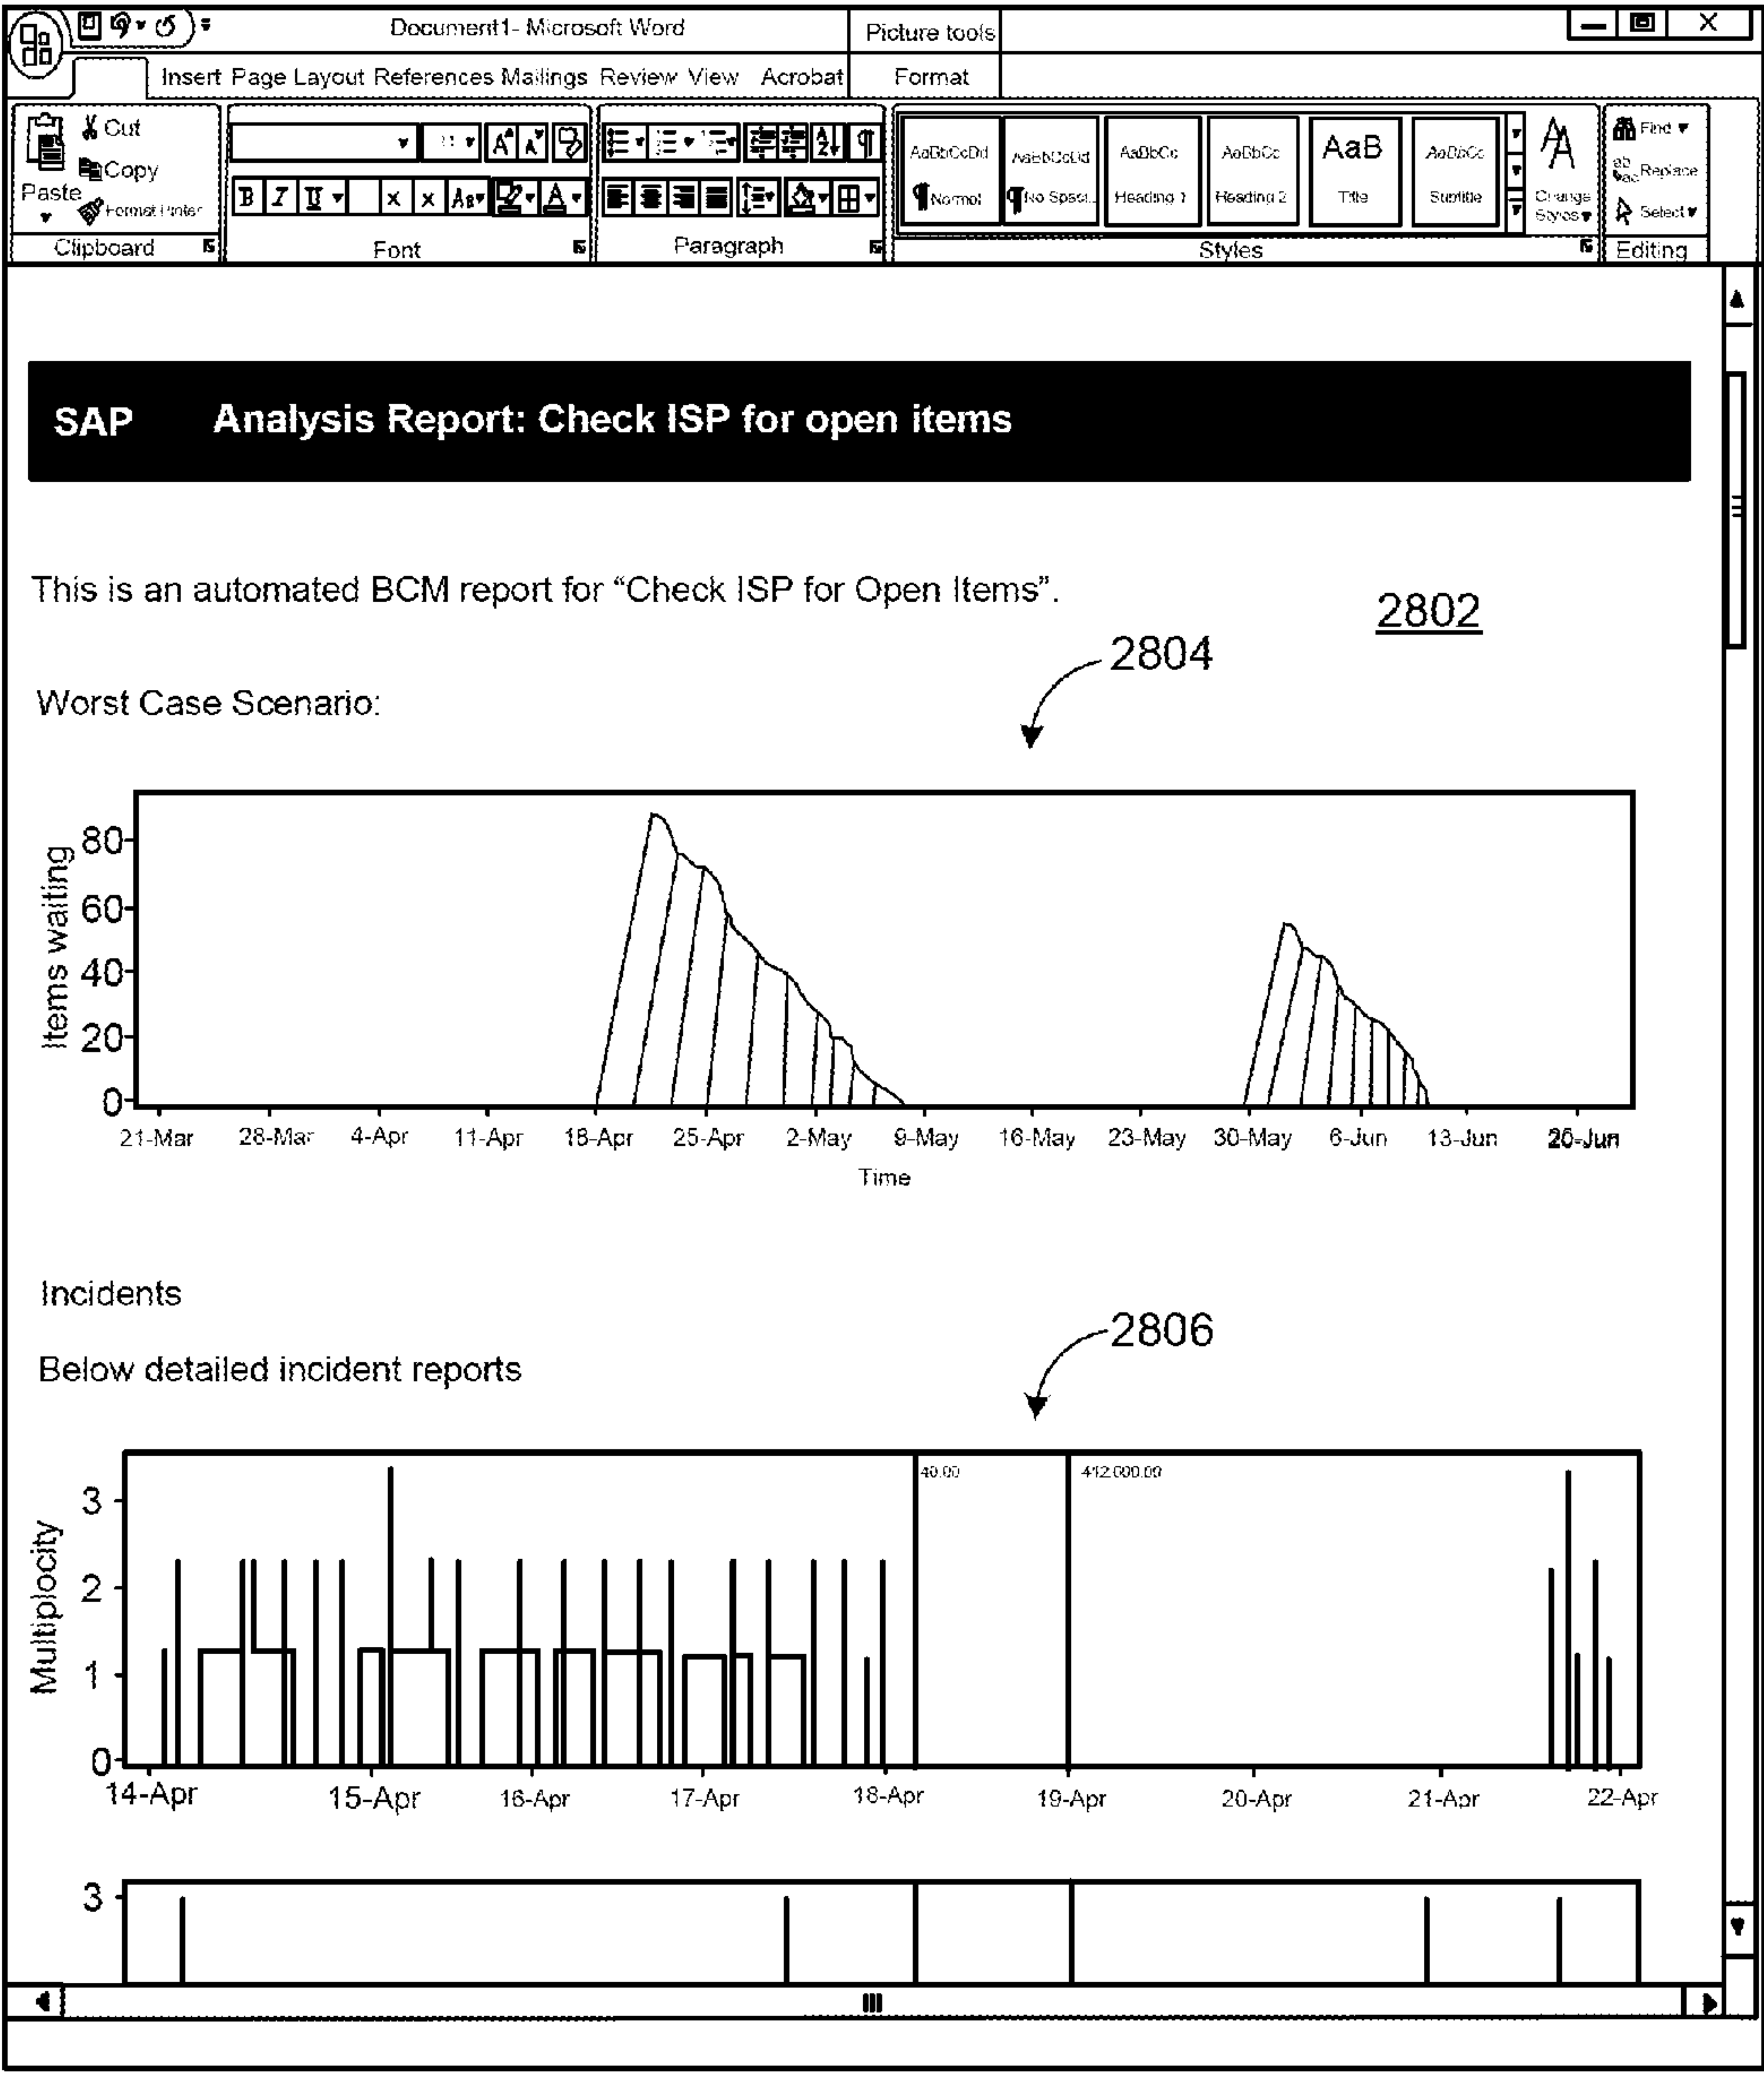 Document1- Microsoft Word
Picture tools
X
Insert Page Layout References Mailings Review View Acrobat Format
Cut
Copy
Paste
Clipboard
B I U X X Aa A
Font
Paragraph
AaBbCc AaBbCc AaB AaBbCc
Normal Heading 1 Heading 2 Title Subtitle
Change Styles
Styles
Find
Replace
Select
Editing
SAP Analysis Report: Check ISP for open items
This is an automated BCM report for “Check ISP for Open Items”.
2802
2804
Worst Case Scenario:
Items waiting
80
60
40
20
0
21-Mar 28-Mar 4-Apr 11-Apr 18-Apr 25-Apr 2-May 9-May 16-May 23-May 30-May 6-Jun 13-Jun 20-Jun
Time
Incidents
2806
Below detailed incident reports
Multiplocity
40.00 412.000.00
3
2
1
0
14-Apr 15-Apr 16-Apr 17-Apr 18-Apr 19-Apr 20-Apr 21-Apr 22-Apr
3